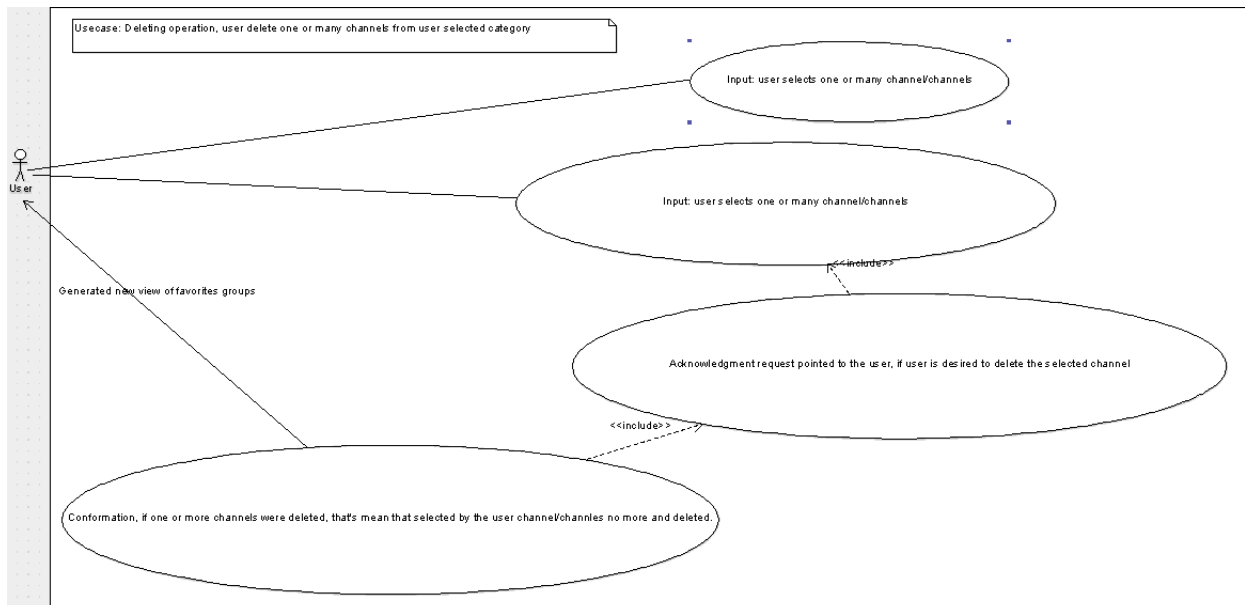 Usecase: Deleting operation, user delete one or many channels from user selected category
Input: user selects one or many channel/channels
User
Input: user selects one or many channel/channels
<<include>>
Generated new view of favorites groups
Acknowledgment request pointed to the user, if user is desired to delete the selected channel
<<include>>
Conformation, if one or more channels were deleted, that's mean that selected by the user channel/channles no more and deleted.